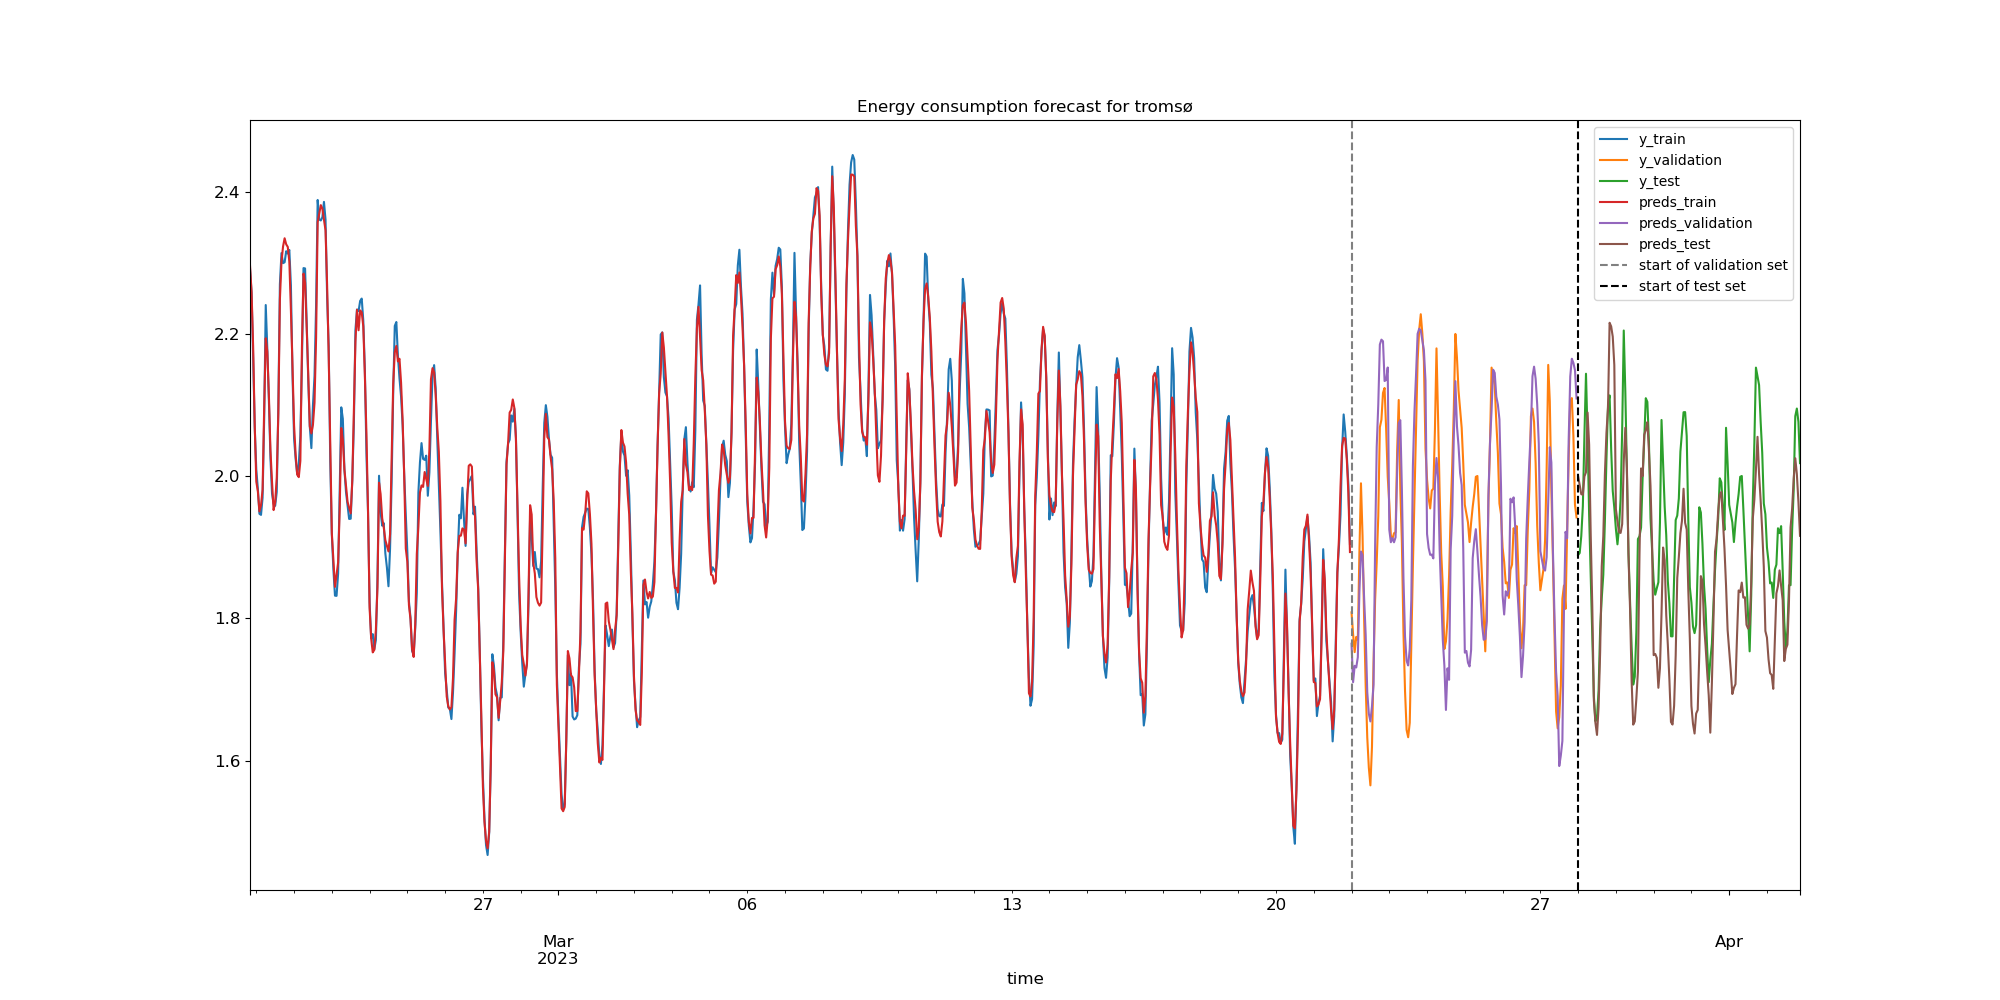 Energy consumption forecast for tromsø
y_train
y_validation
y_test
preds_train
preds_validation
preds_test
start of validation set
start of test set
2.4
2.2
2.0
1.8
1.6
27
06
13
20
27
Mar
Apr
2023
time